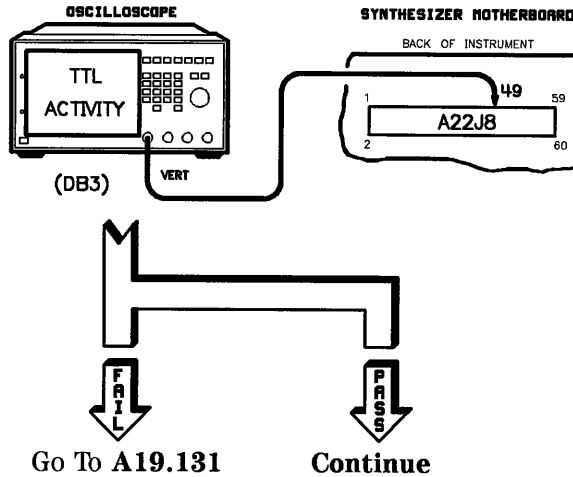 OSCILLOSCOPE
SYNTHESIZER MOTHERBOARD
BACK OF INSTRUMENT
TTL
ACTIVITY
49
1
59
A22J8
2
60
VERT
(DB3)
FAIL
PASS
Go To A19.131
Continue